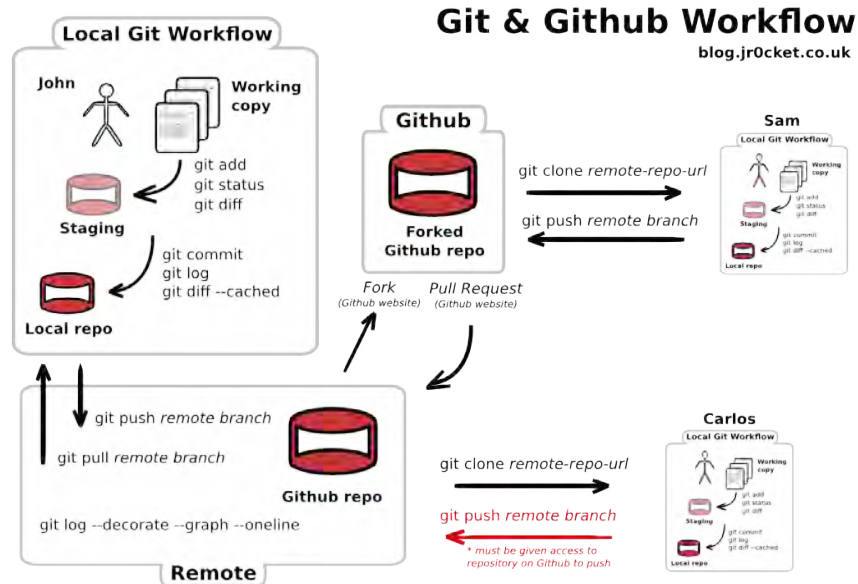 Git & Github Workflow
blog.jr0cket.co.uk
Local Git Workflow
John
Working
copy
git add
git status
git diff
Staging
git commit
git log
git diff --cached
Local repo
Github
Forked
Github repo
Fork
(Github website)
Pull Request
(Github website)
git clone remote-repo-url
git push remote branch
Sam
Local Git Workflow
Working
copy
git add
git status
git diff
Staging
git commit
git log
git diff --cached
Local repo
git push remote branch
git pull remote branch
Github repo
git log --decorate --graph --oneline
Remote
git clone remote-repo-url
git push remote branch
* must be given access to
repository on Github to push
Carlos
Local Git Workflow
Working
copy
git add
git status
git diff
Staging
git commit
git log
git diff --cached
Local repo